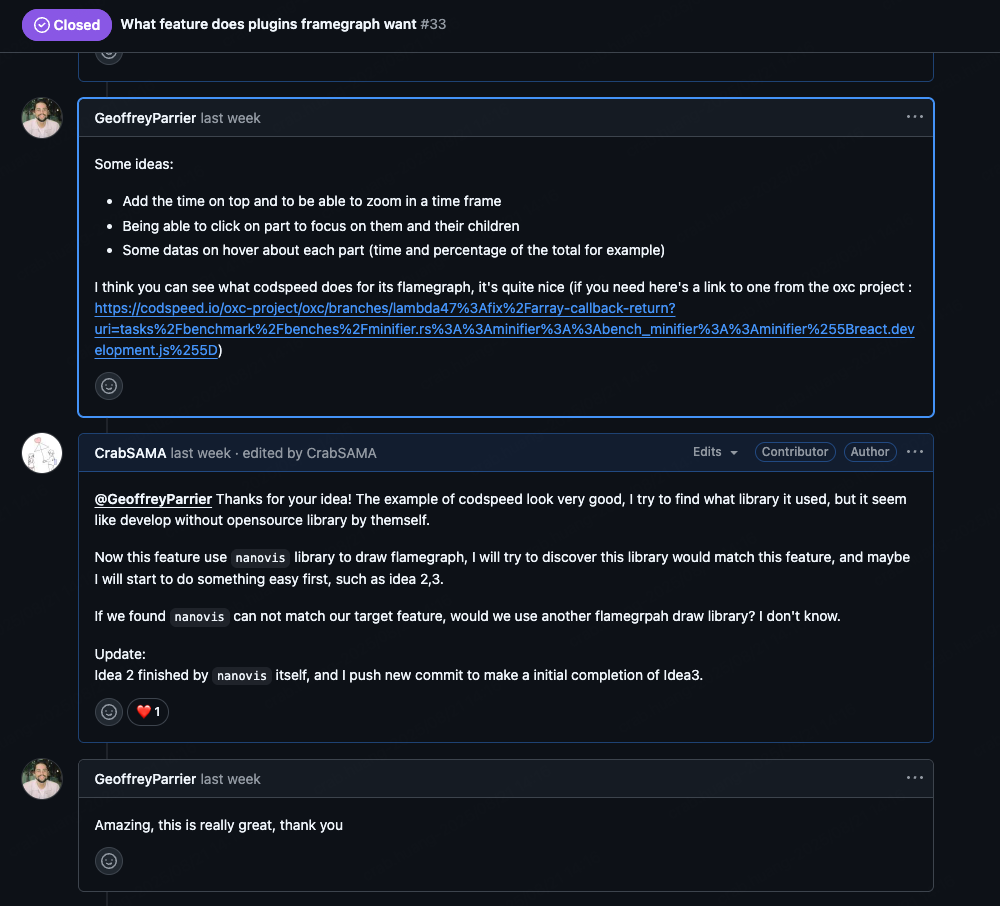 Closed
What feature does plugins framegraph want #33
GeoffreyParrier last week
Some ideas:
• Add the time on top and to be able to zoom in a time frame
• Being able to click on part to focus on them and their children
• Some datas on hover about each part (time and percentage of the total for example)
I think you can see what codspeed does for its flamegraph, it's quite nice (if you need here's a link to one from the oxc project :
https://codspeed.io/oxc-project/oxc/branches/lambda47%3Afix%2Farray-callback-return?
uri=tasks%2Fbenchmark%2Fbenches%2Fminifier.rs%3A%3Aminifier%3A%3Abench_minifier%3A%3Aminifier%255Breact.dev
elopment.js%255D)
CrabSAMA last week · edited by CrabSAMA
Edits
Contributor
Author
@GeoffreyParrier Thanks for your idea! The example of codspeed look very good, I try to find what library it used, but it seem
like develop without opensource library by themself.
Now this feature use nanovis library to draw flamegraph, I will try to discover this library would match this feature, and maybe
I will start to do something easy first, such as idea 2,3.
If we found nanovis can not match our target feature, would we use another flamegrpah draw library? I don't know.
Update:
Idea 2 finished by nanovis itself, and I push new commit to make a initial completion of Idea3.
❤️ 1
GeoffreyParrier last week
Amazing, this is really great, thank you